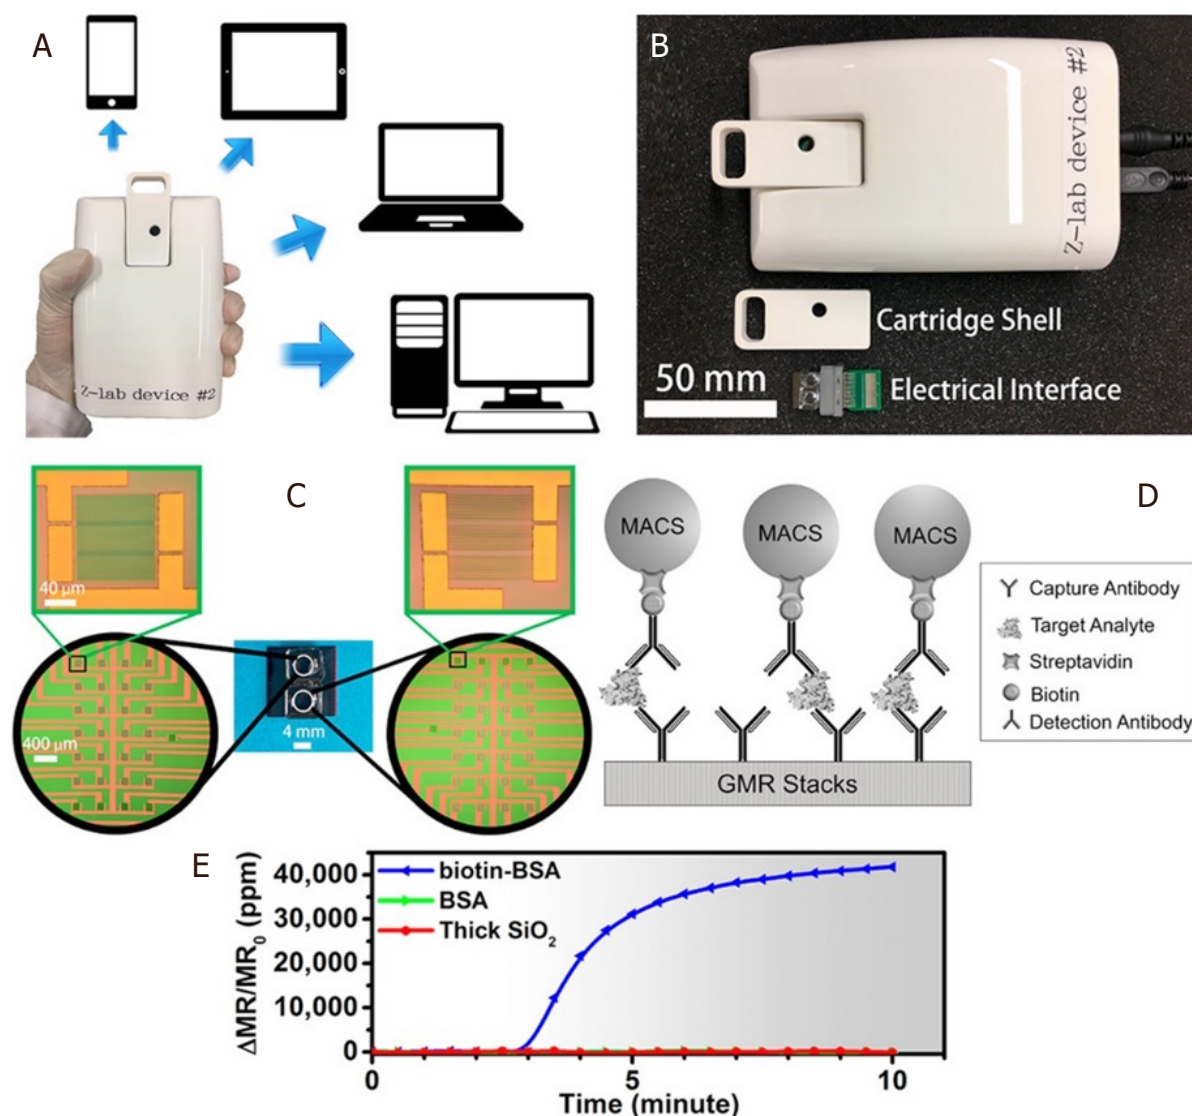 A
Z-lab device #2
B
Z-lab device #2
Cartridge Shell
50 mm
Electrical Interface
C
40 μm
400 μm
4 mm
D
MACS
MACS
MACS
GMR Stacks
Capture Antibody
Target Analyte
Streptavidin
Biotin
Detection Antibody
E
ΔMR/MR₀ (ppm)
40,000
30,000
20,000
10,000
0
biotin-BSA
BSA
Thick SiO₂
0 5 10
Time (minute)